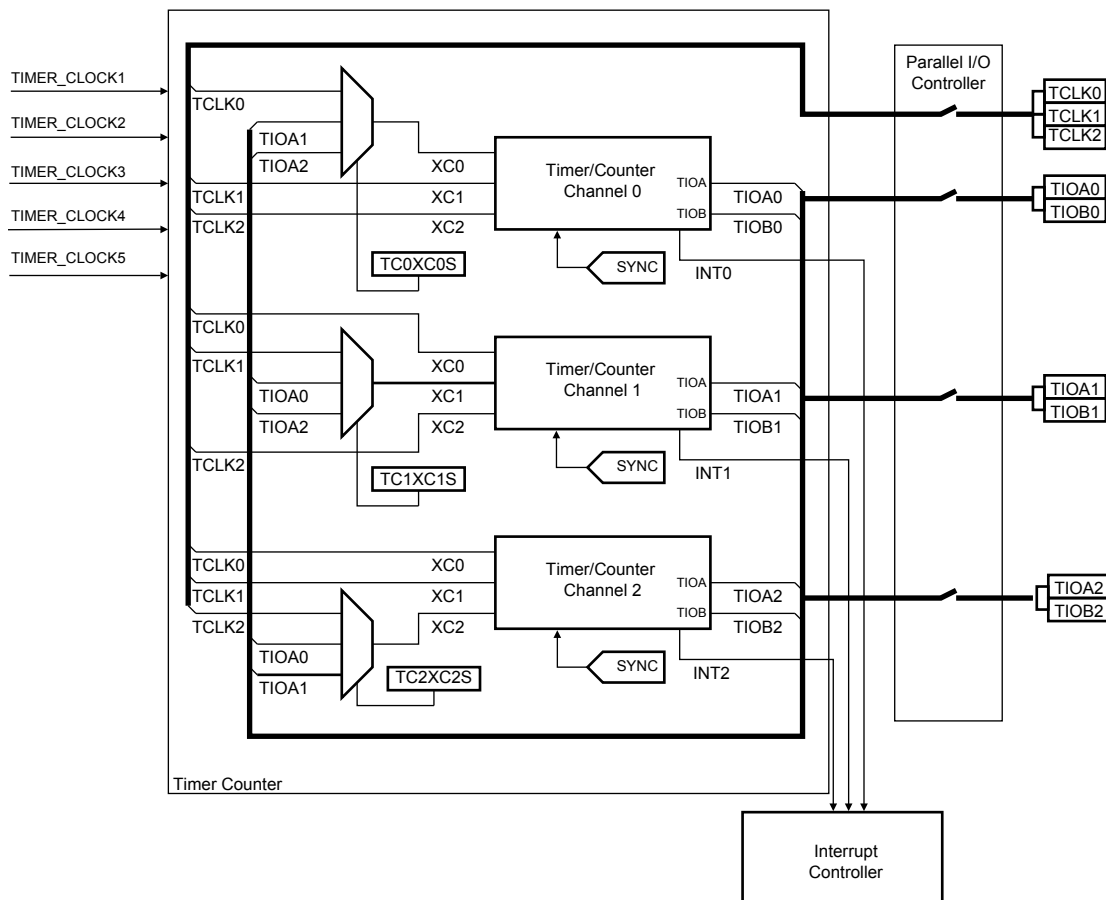 TIMER_CLOCK1
TIMER_CLOCK2
TIMER_CLOCK3
TIMER_CLOCK4
TIMER_CLOCK5
TCLK0
TIOA1
TIOA2
TCLK1
TCLK2
XC0
XC1
XC2
TC0XC0S
Timer/Counter
Channel 0
TIOA
TIOB
TIOA0
TIOB0
SYNC
INT0
TCLK0
TCLK1
TIOA0
TIOA2
TCLK2
XC0
XC1
XC2
TC1XC1S
Timer/Counter
Channel 1
TIOA
TIOB
TIOA1
TIOB1
SYNC
INT1
TCLK0
TCLK1
TCLK2
TIOA0
TIOA1
XC0
XC1
XC2
TC2XC2S
Timer/Counter
Channel 2
TIOA
TIOB
TIOA2
TIOB2
SYNC
INT2
Timer Counter
Parallel I/O
Controller
TCLK0
TCLK1
TCLK2
TIOA0
TIOB0
TIOA1
TIOB1
TIOA2
TIOB2
Interrupt
Controller